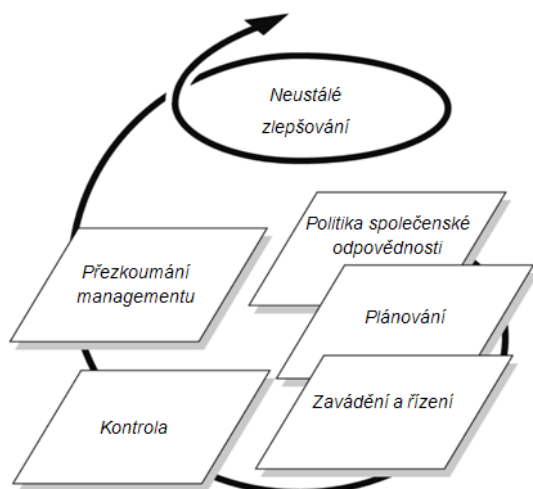 Neustálé
zlepšování
Politika společenské
odpovědnosti
Přezkoumání
managementu
Plánování
Zavádění a řízení
Kontrola